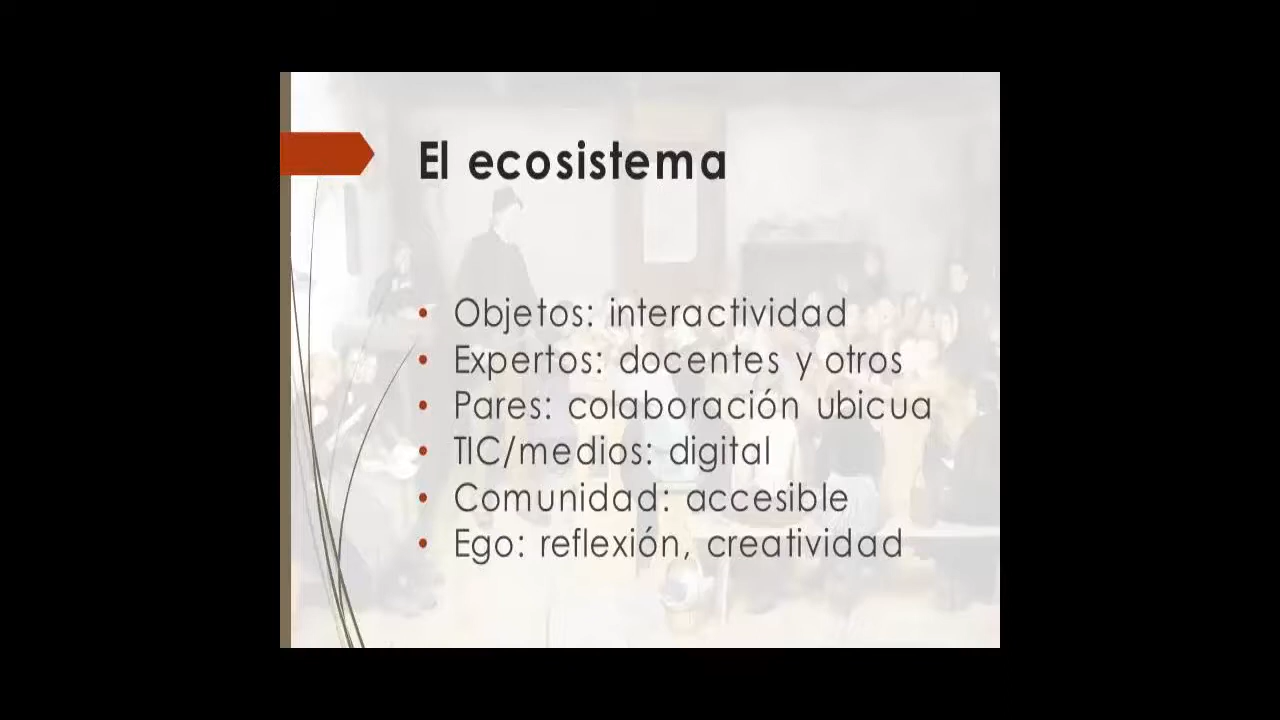 El ecosistema
• Objetos: interactividad
• Expertos: docentes y otros
• Pares: colaboración ubicua
• TIC/medios: digital
• Comunidad: accesible
• Ego: reflexión, creatividad